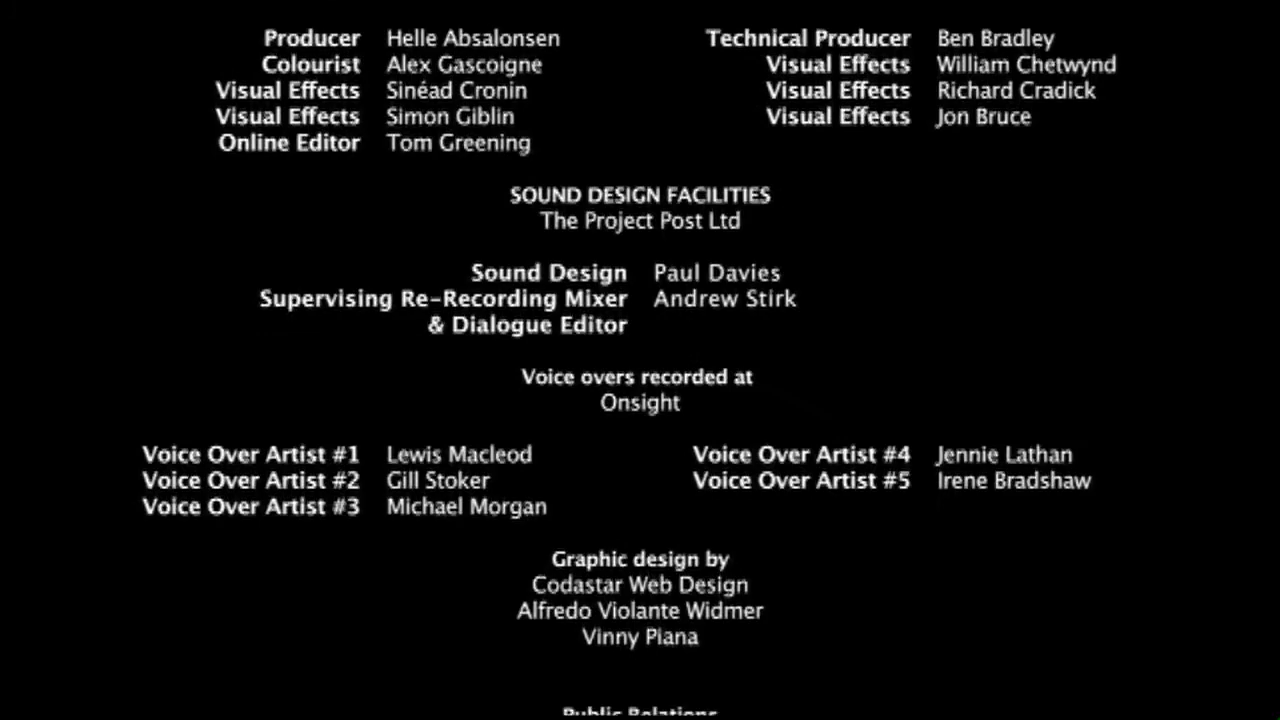 Producer Helle Absalonsen Technical Producer Ben Bradley
Colourist Alex Gascoigne Visual Effects William Chetwynd
Visual Effects Sinéad Cronin Visual Effects Richard Cradick
Visual Effects Simon Giblin Visual Effects Jon Bruce
Online Editor Tom Greening
SOUND DESIGN FACILITIES
The Project Post Ltd
Sound Design Paul Davies
Supervising Re-Recording Mixer Andrew Stirk
& Dialogue Editor
Voice overs recorded at
Onsight
Voice Over Artist #1 Lewis Macleod Voice Over Artist #4 Jennie Lathan
Voice Over Artist #2 Gill Stoker Voice Over Artist #5 Irene Bradshaw
Voice Over Artist #3 Michael Morgan
Graphic design by
Codastar Web Design
Alfredo Violante Widmer
Vinny Piana
Public Relations